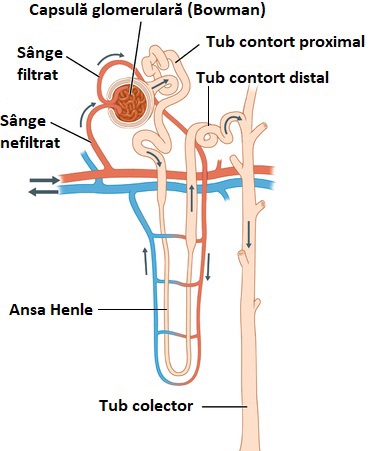 Capsulă glomerulară (Bowman)
Sânge
filtrat
Tub contort proximal
Tub contort distal
Sânge
nefiltrat
Ansa Henle
Tub colector